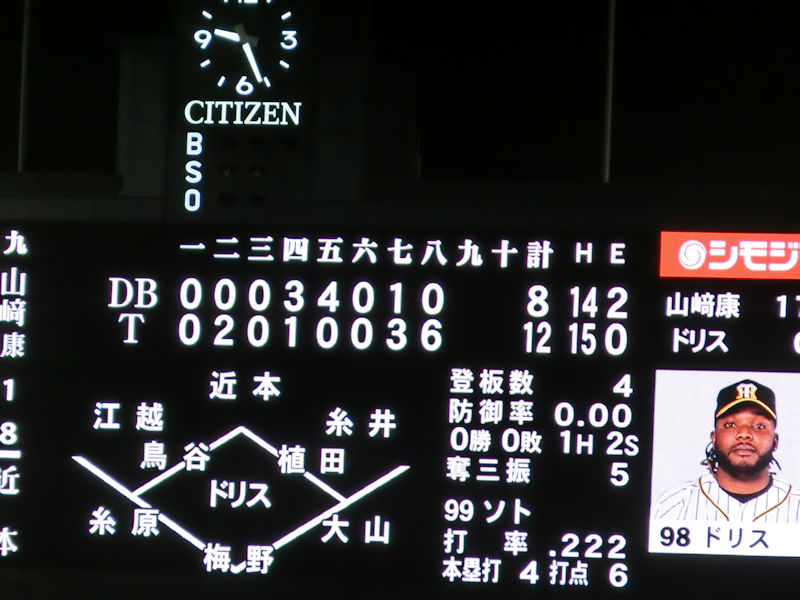 9 3
6
CITIZEN
B
S
O
九
山
﨑
康
1
8
近
本
一 二 三 四 五 六 七 八 九 十 計 H E
DB 0 0 0 3 4 0 1 0 8 14 2
T 0 2 0 1 0 0 3 6 12 15 0
シモジ
山﨑康 1
ドリス
近本
江越 糸井
鳥谷 植田
ドリス
糸原 大山
梅野
登板数 4
防御率 0.00
0勝 0敗 1H 2S
奪三振 5
99 ソト
打率 .222
本塁打 4 打点 6
98 ドリス